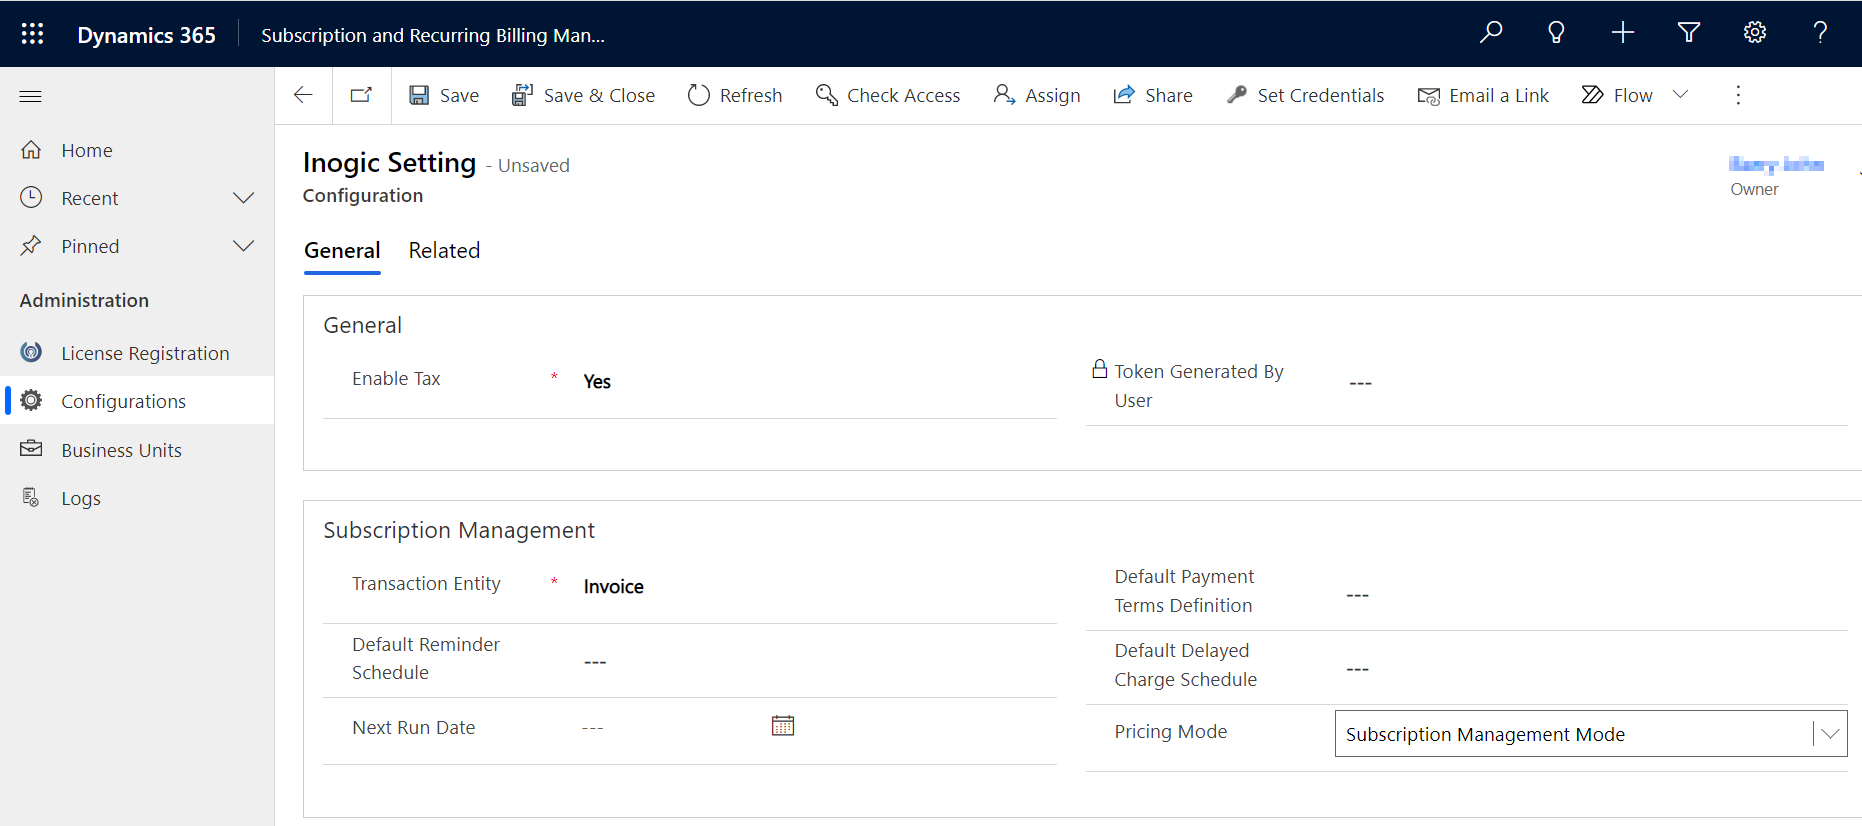 Dynamics 365
Subscription and Recurring Billing Man...
Save
Save & Close
Refresh
Check Access
Assign
Share
Set Credentials
Email a Link
Flow
Home
Recent
Pinned
Administration
License Registration
Configurations
Business Units
Logs
Inogic Setting - Unsaved
Configuration
Owner
General
Related
General
Enable Tax * Yes
Token Generated By
User
---
Subscription Management
Transaction Entity * Invoice
Default Payment
Terms Definition
---
Default Reminder
Schedule
---
Default Delayed
Charge Schedule
---
Next Run Date ---
Pricing Mode Subscription Management Mode